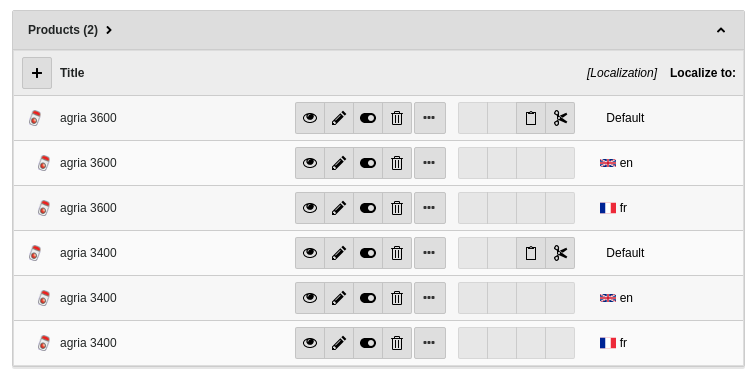 Products (2)
Title [Localization] Localize to:
agria 3600 Default
agria 3600 en
agria 3600 fr
agria 3400 Default
agria 3400 en
agria 3400 fr